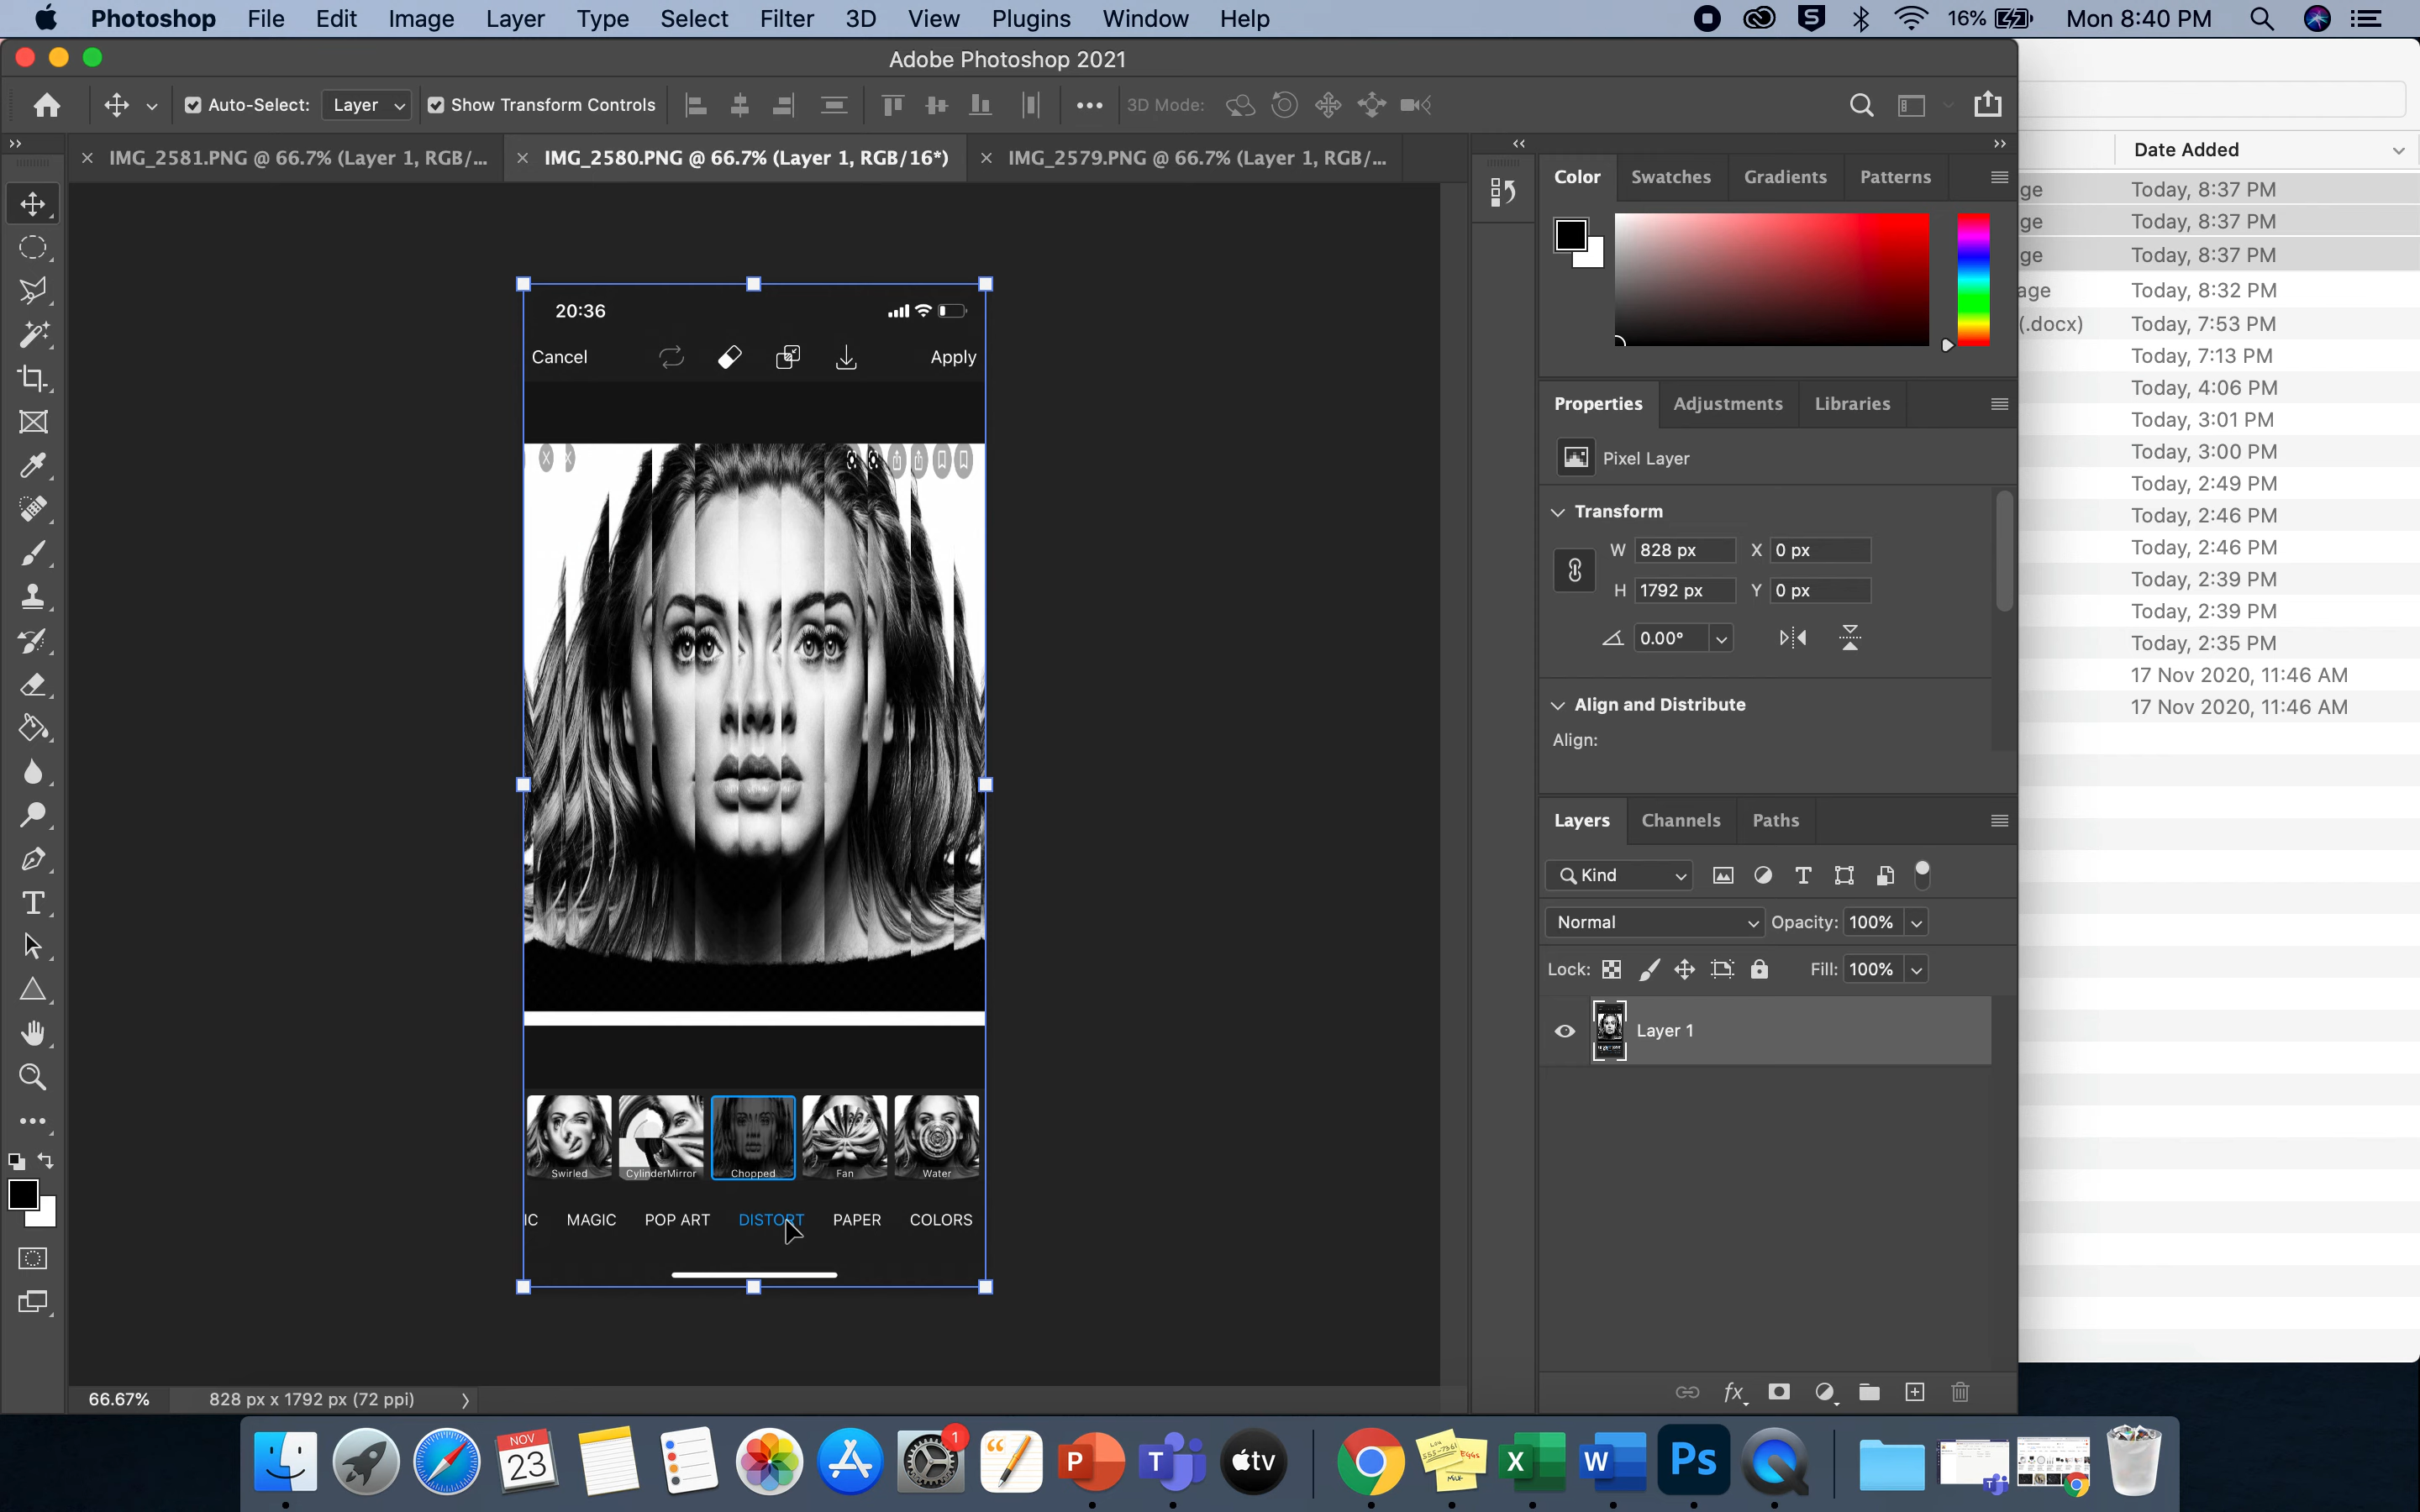 Photoshop File Edit Image Layer Type Select Filter 3D View Plugins Window Help 16% Mon 8:40 PM
Adobe Photoshop 2021
Auto-Select: Layer Show Transform Controls 3D Mode:
IMG_2581.PNG @ 66.7% (Layer 1, RGB/... IMG_2580.PNG @ 66.7% (Layer 1, RGB/16*) IMG_2579.PNG @ 66.7% (Layer 1, RGB/...
20:36
Cancel Apply
Swirled CylinderMirror Chopped Fan Water
IC MAGIC POP ART DISTORT PAPER COLORS
66.67% 828 px x 1792 px (72 ppi)
Color Swatches Gradients Patterns
Properties Adjustments Libraries
Pixel Layer
Transform
W 828 px X 0 px
H 1792 px Y 0 px
0.00°
Align and Distribute
Align:
Layers Channels Paths
Kind
Normal Opacity: 100%
Lock: Fill: 100%
Layer 1
fx
Date Added
ge Today, 8:37 PM
ge Today, 8:37 PM
ge Today, 8:37 PM
age Today, 8:32 PM
(.docx) Today, 7:53 PM
Today, 7:13 PM
Today, 4:06 PM
Today, 3:01 PM
Today, 3:00 PM
Today, 2:49 PM
Today, 2:46 PM
Today, 2:46 PM
Today, 2:39 PM
Today, 2:39 PM
Today, 2:35 PM
17 Nov 2020, 11:46 AM
17 Nov 2020, 11:46 AM
NOV
23
1
P
T
tv
X
W
Ps